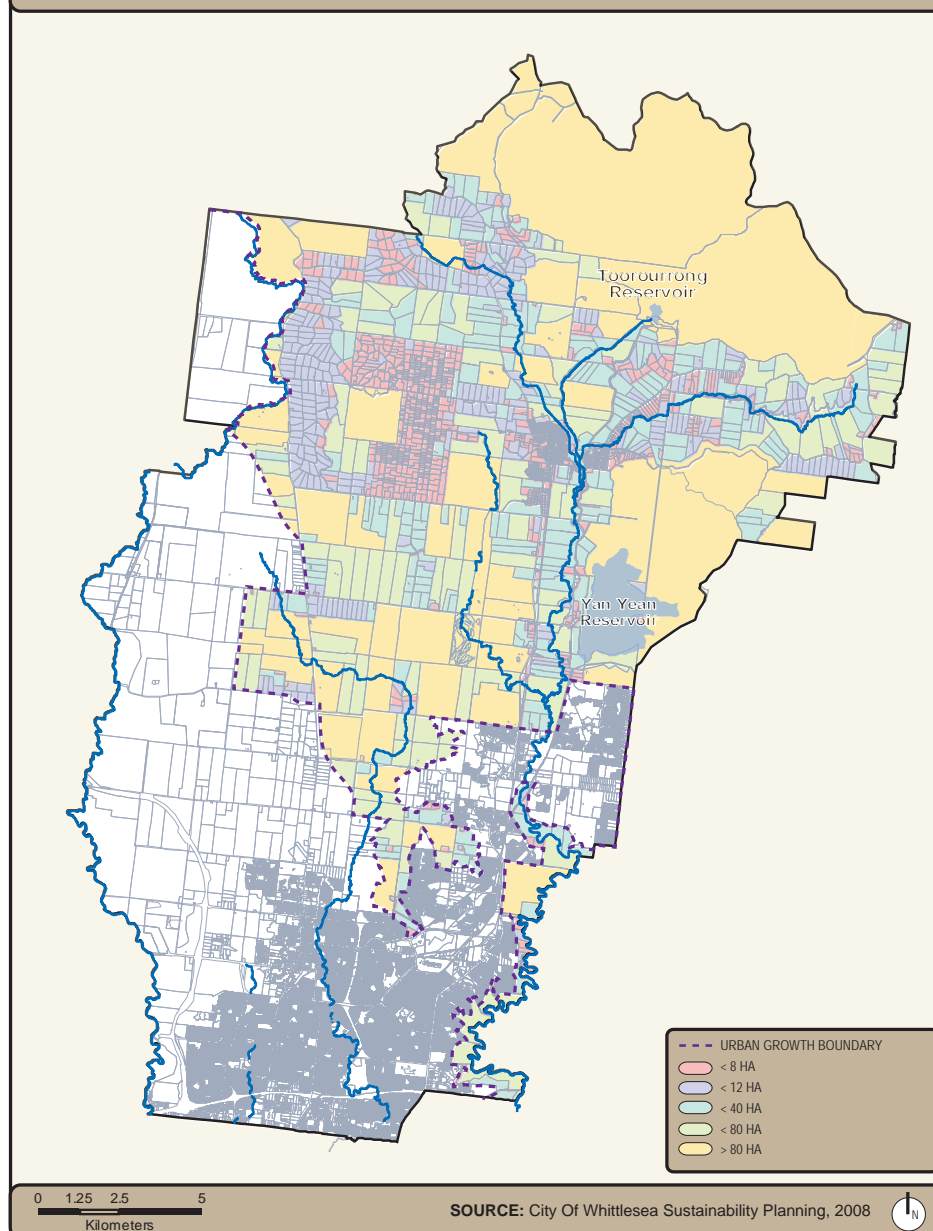 Toorourrong
Reservoir
Yan Yean
Reservoir
URBAN GROWTH BOUNDARY
< 8 HA
< 12 HA
< 40 HA
< 80 HA
> 80 HA
0 1.25 2.5 5
Kilometers
SOURCE: City Of Whittlesea Sustainability Planning, 2008
N